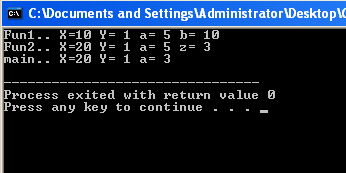 C:\Documents and Settings\Administrator\Desktop\
Fun1.. X=10 Y= 1 a= 5 b= 10
Fun2.. X=20 Y= 1 a= 5 z= 3
main.. X=20 Y= 1 a= 3
--------------------------------
Process exited with return value 0
Press any key to continue . . . _